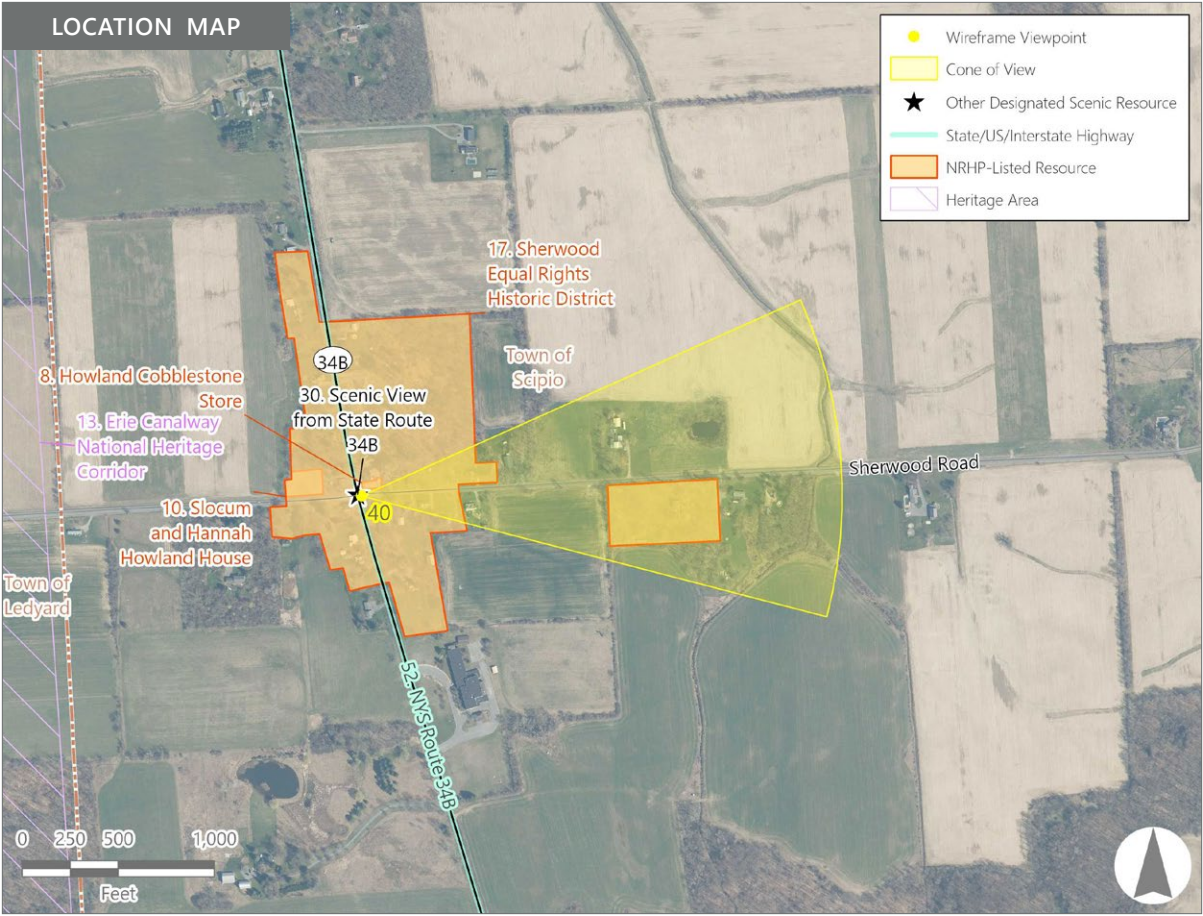 LOCATION MAP
Wireframe Viewpoint
Cone of View
Other Designated Scenic Resource
State/US/Interstate Highway
NRHP-Listed Resource
Heritage Area
17. Sherwood
Equal Rights
Historic District
Town of
Scipio
34B
8. Howland Cobblestone
Store
30. Scenic View
from State Route
34B
13. Erie Canalway
National Heritage
Corridor
Sherwood Road
40
10. Slocum
and Hannah
Howland House
Town of
Ledyard
52. NYS Route 34B
0 250 500 1,000
Feet